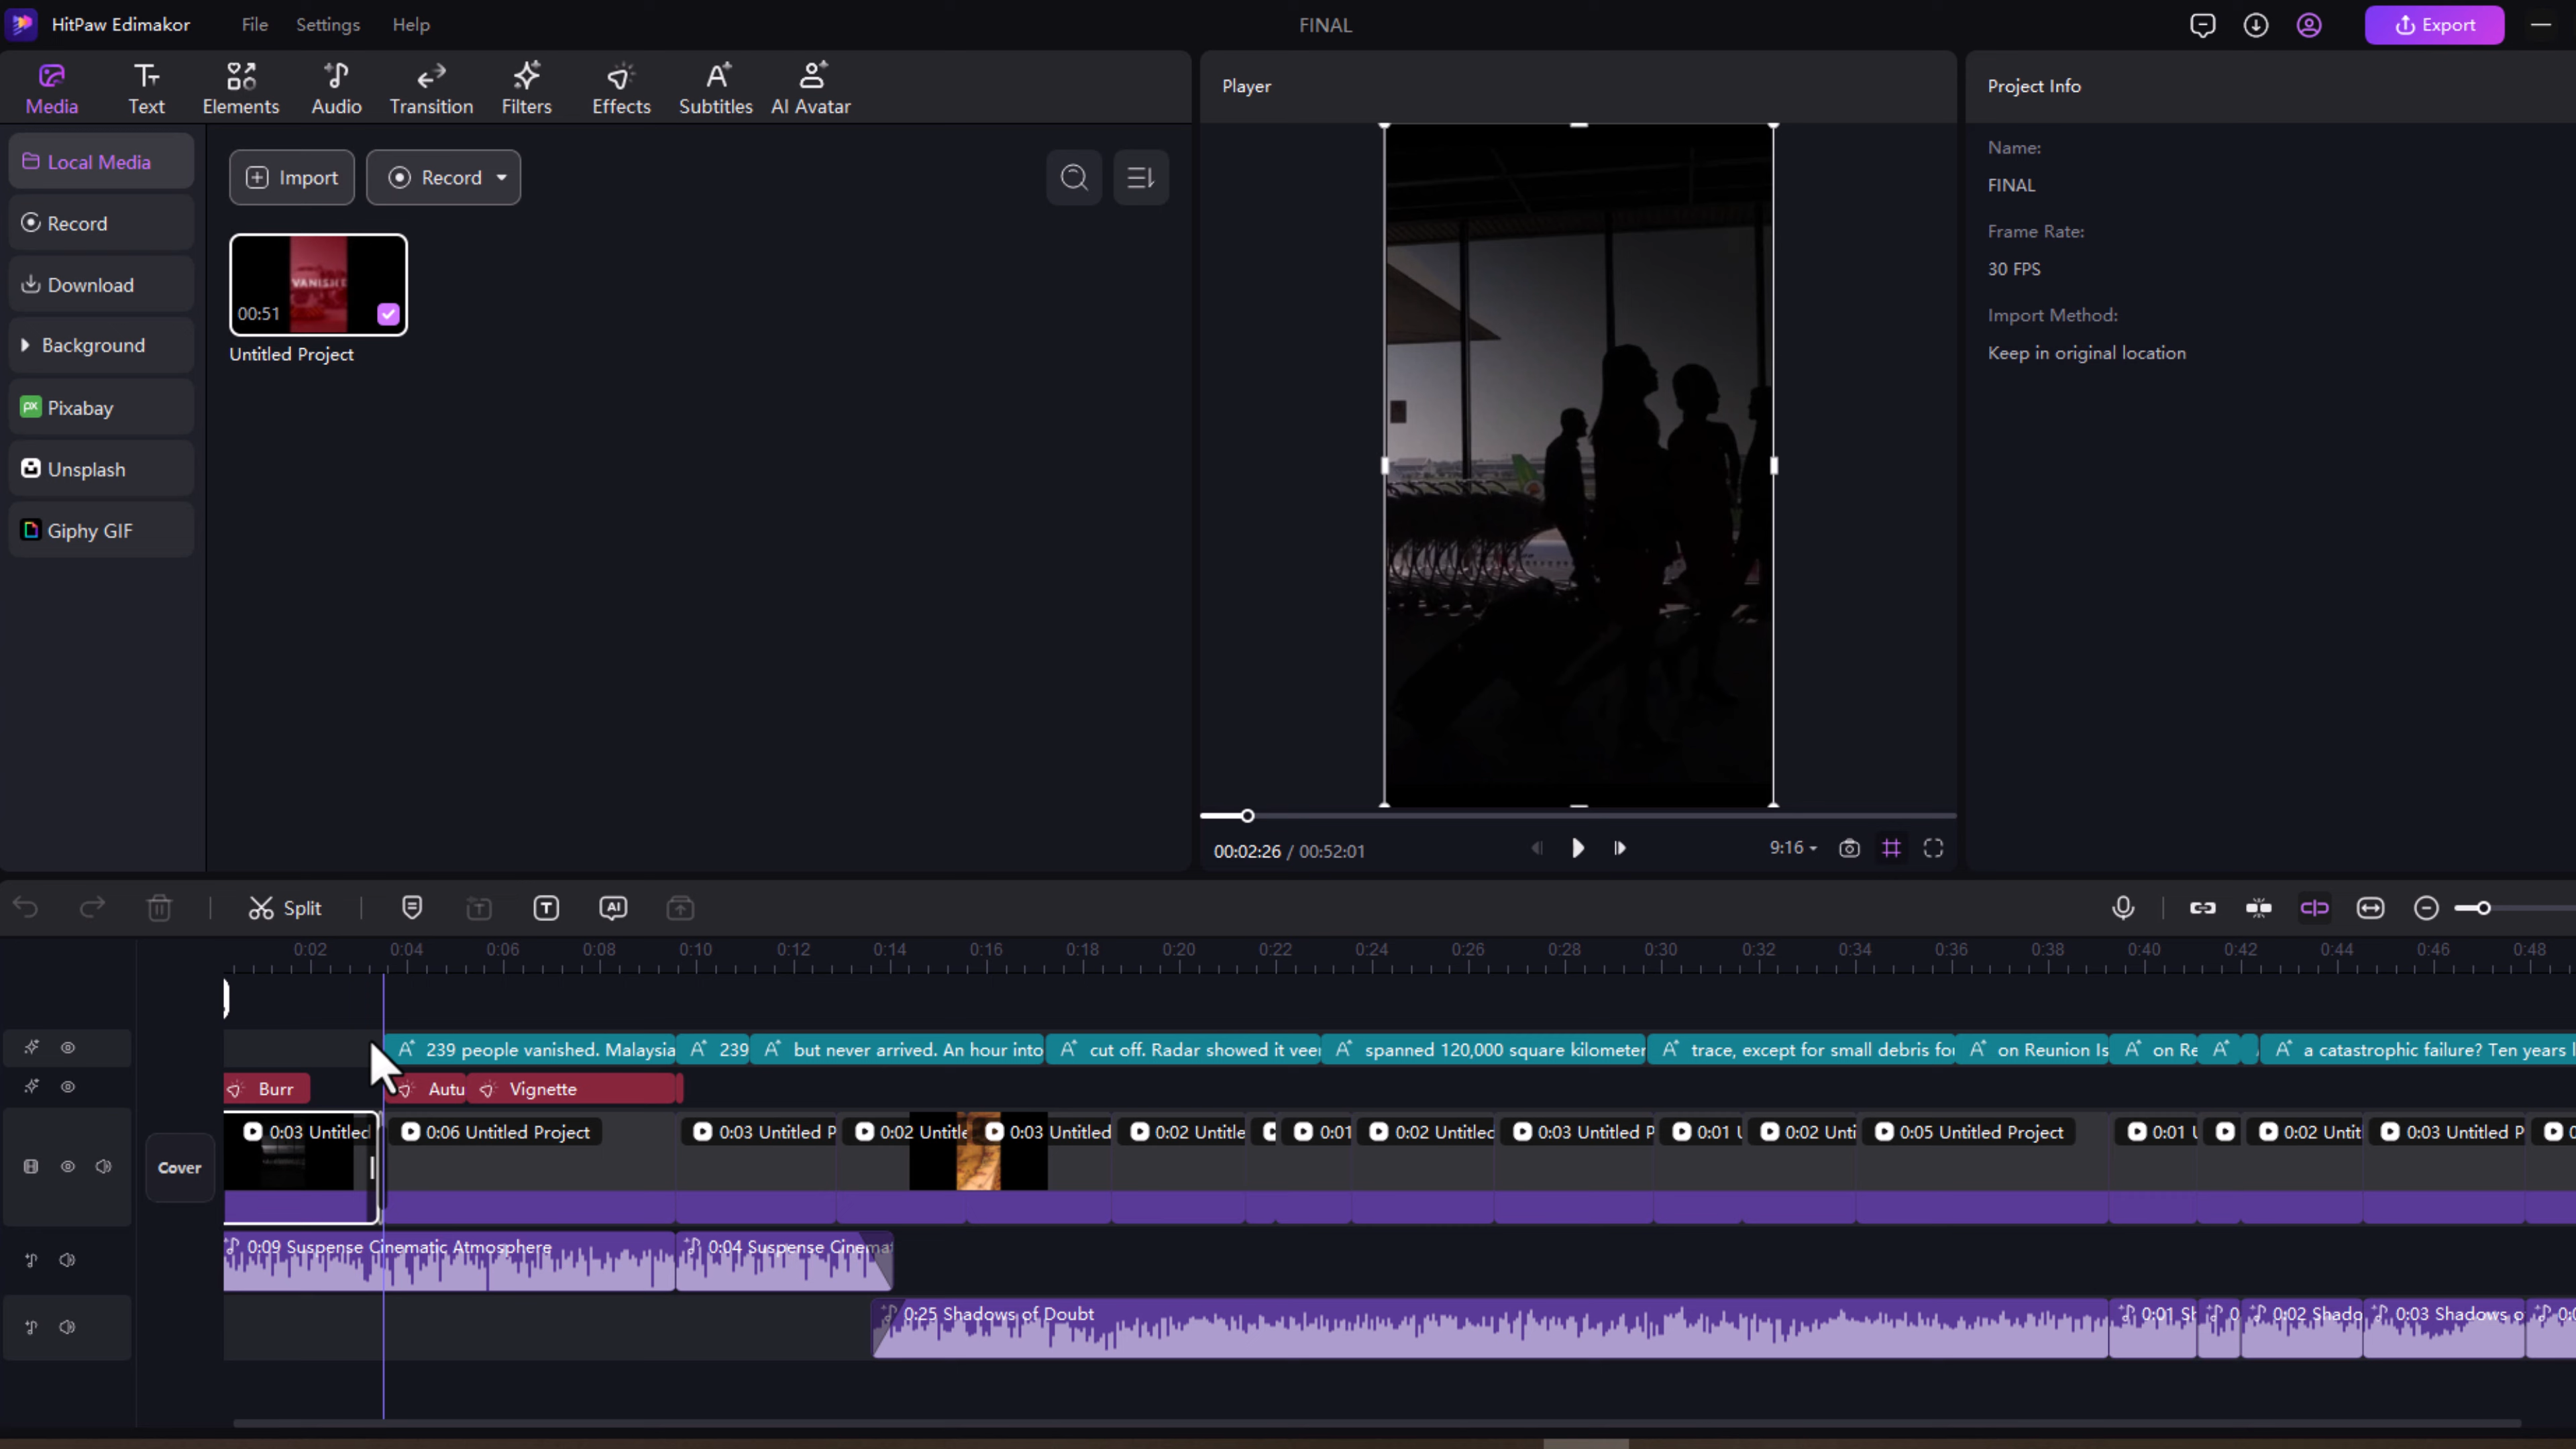 HitPaw Edimakor File Settings Help FINAL Export
Media Text Elements Audio Transition Filters Effects Subtitles AI Avatar
Player
Project Info
Local Media
Record
Download
Background
Pixabay
Unsplash
Giphy GIF
Import Record
VANISH
00:51
Untitled Project
Name:
FINAL
Frame Rate:
30 FPS
Import Method:
Keep in original location
00:02:26 / 00:52:01 9:16
Split
0:02 0:04 0:06 0:08 0:10 0:12 0:14 0:16 0:18 0:20 0:22 0:24 0:26 0:28 0:30 0:32 0:34 0:36 0:38 0:40 0:42 0:44 0:46 0:48
239 people vanished. Malaysia 239 but never arrived. An hour into cut off. Radar showed it vee spanned 120,000 square kilometer trace, except for small debris fo on Reunion Is on Re a catastrophic failure? Ten years l
Burr Autu Vignette
Cover
0:03 Untitled 0:06 Untitled Project 0:03 Untitled P 0:02 Untitle 0:03 Untitled 0:02 Untitle 0:01 0:02 Untitled 0:03 Untitled P 0:01 U 0:02 Unti 0:05 Untitled Project 0:01 U 0:02 Untit 0:03 Untitled P
0:09 Suspense Cinematic Atmosphere 0:04 Suspense Cinemat
0:25 Shadows of Doubt 0:01 Sh 0 0:02 Shado 0:03 Shadows o